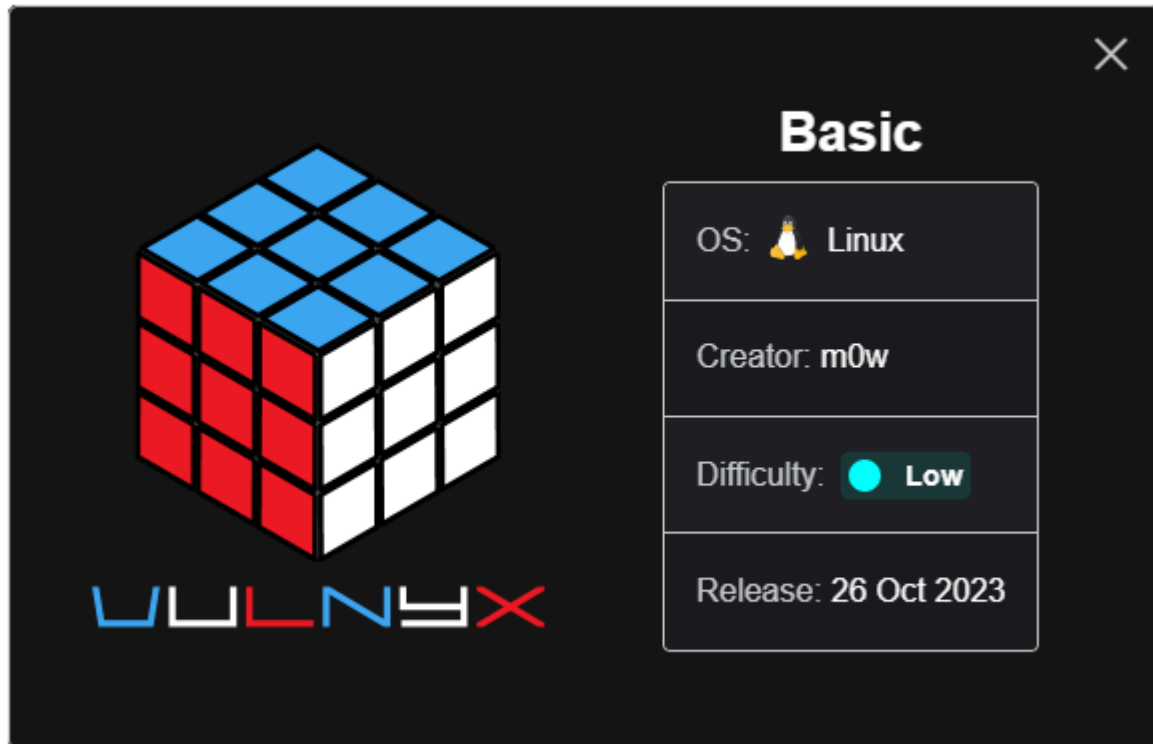 Basic
OS: Linux
Creator: m0w
Difficulty: Low
Release: 26 Oct 2023
VULNYX